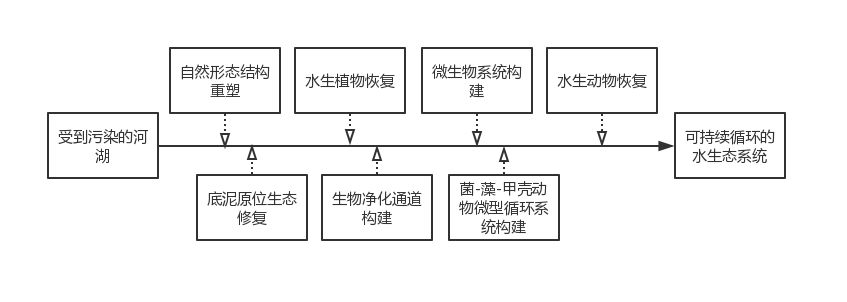 自然形态结构
重塑
水生植物恢复
微生物系统构
建
水生动物恢复
受到污染的河
湖
可持续循环的
水生态系统
底泥原位生态
修复
生物净化通道
构建
菌-藻-甲壳动
物微型循环系
统构建